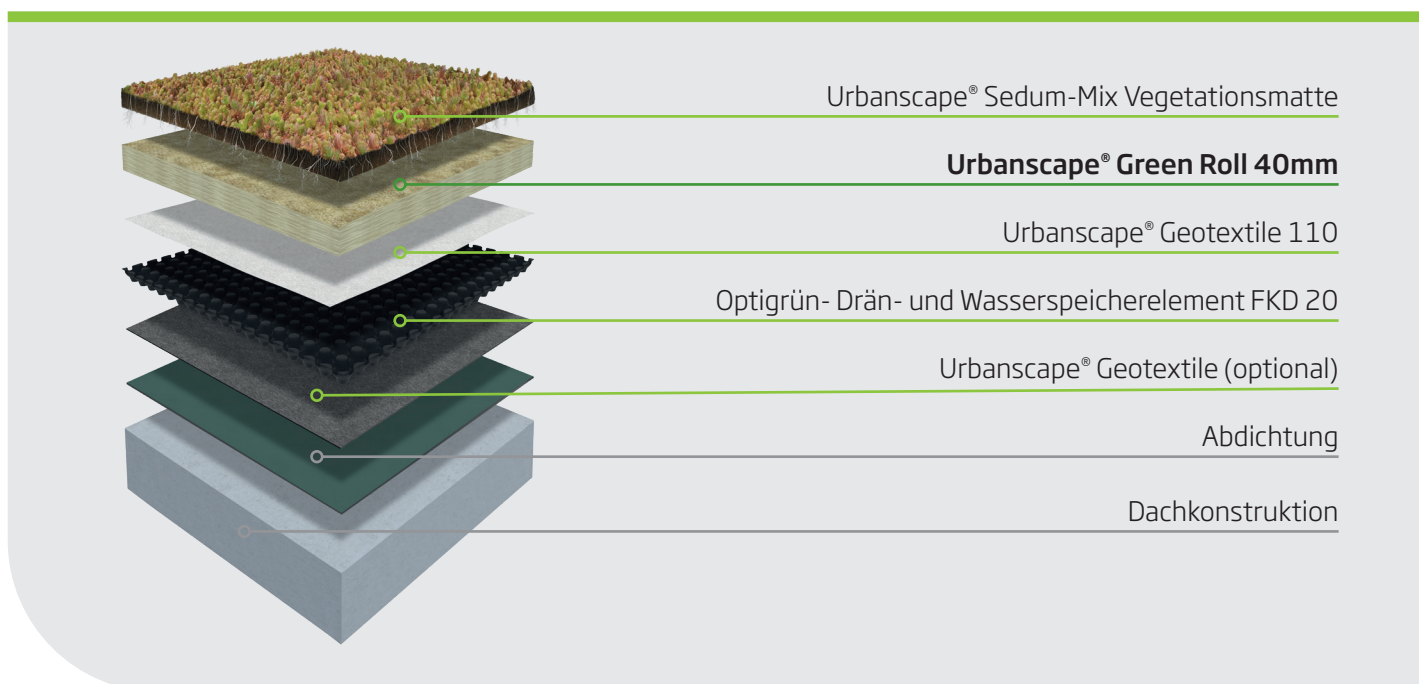 Urbanscape® Sedum-Mix Vegetationsmatte
Urbanscape® Green Roll 40mm
Urbanscape® Geotextile 110
Optigrün- Drän- und Wasserspeicherelement FKD 20
Urbanscape® Geotextile (optional)
Abdichtung
Dachkonstruktion